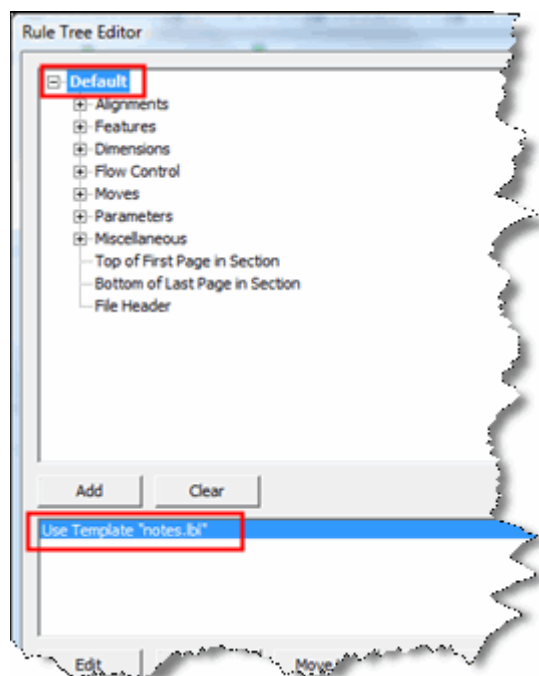 Rule Tree Editor
Default
Alignments
Features
Dimensions
Flow Control
Moves
Parameters
Miscellaneous
Top of First Page in Section
Bottom of Last Page in Section
File Header
Add Clear
Use Template "notes.lbl"
Edit Move